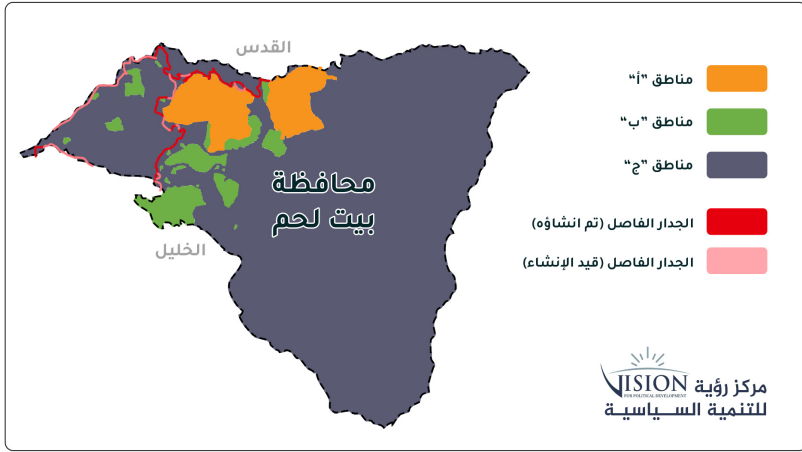 القدس
محافظة
بيت لحم
الخليل
مناطق "أ"
مناطق "ب"
مناطق "ج"
الجدار الفاصل (تم انشاؤه)
الجدار الفاصل (قيد الإنشاء)
VISION
FOR POLITICAL DEVELOPMENT
مركز رؤية
للتنمية السـياسيـة